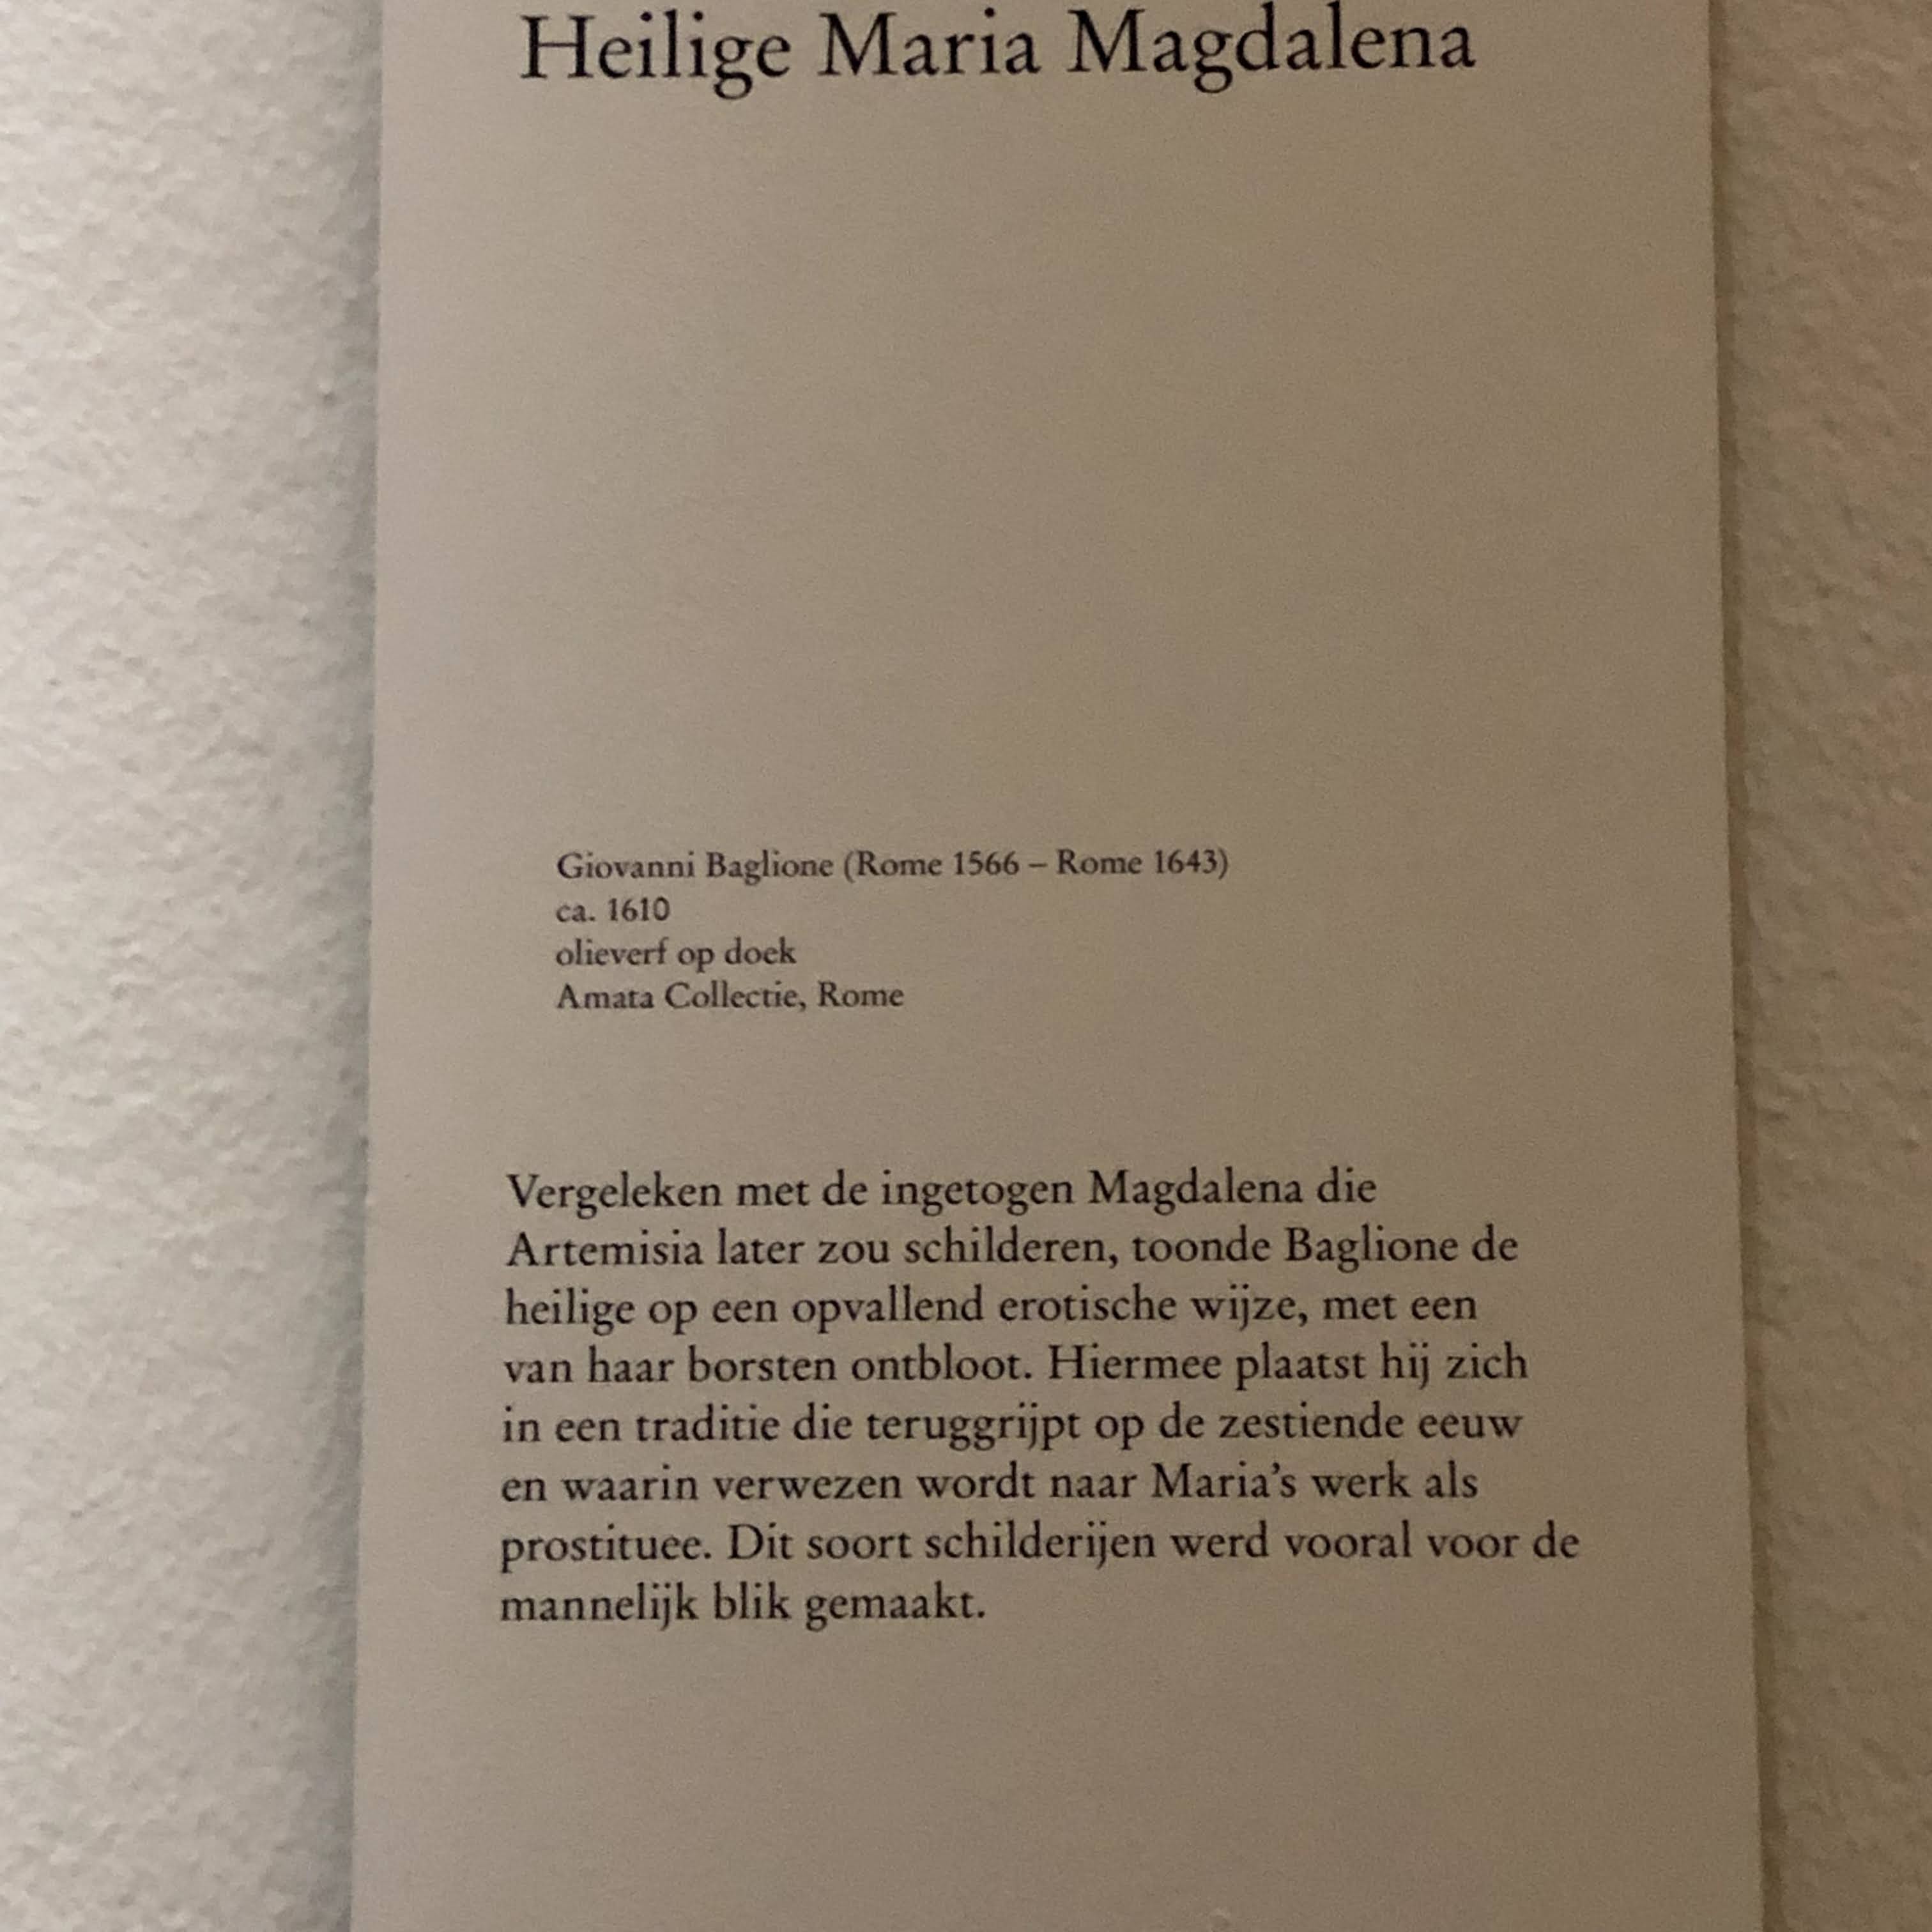 Heilige Maria Magdalena
Giovanni Baglione (Rome 1566 – Rome 1643)
ca. 1610
olieverf op doek
Amata Collectie, Rome
Vergeleken met de ingetogen Magdalena die
Artemisia later zou schilderen, toonde Baglione de
heilige op een opvallend erotische wijze, met een
van haar borsten ontbloot. Hiermee plaatst hij zich
in een traditie die teruggrijpt op de zestiende eeuw
en waarin verwezen wordt naar Maria’s werk als
prostituee. Dit soort schilderijen werd vooral voor de
mannelijk blik gemaakt.